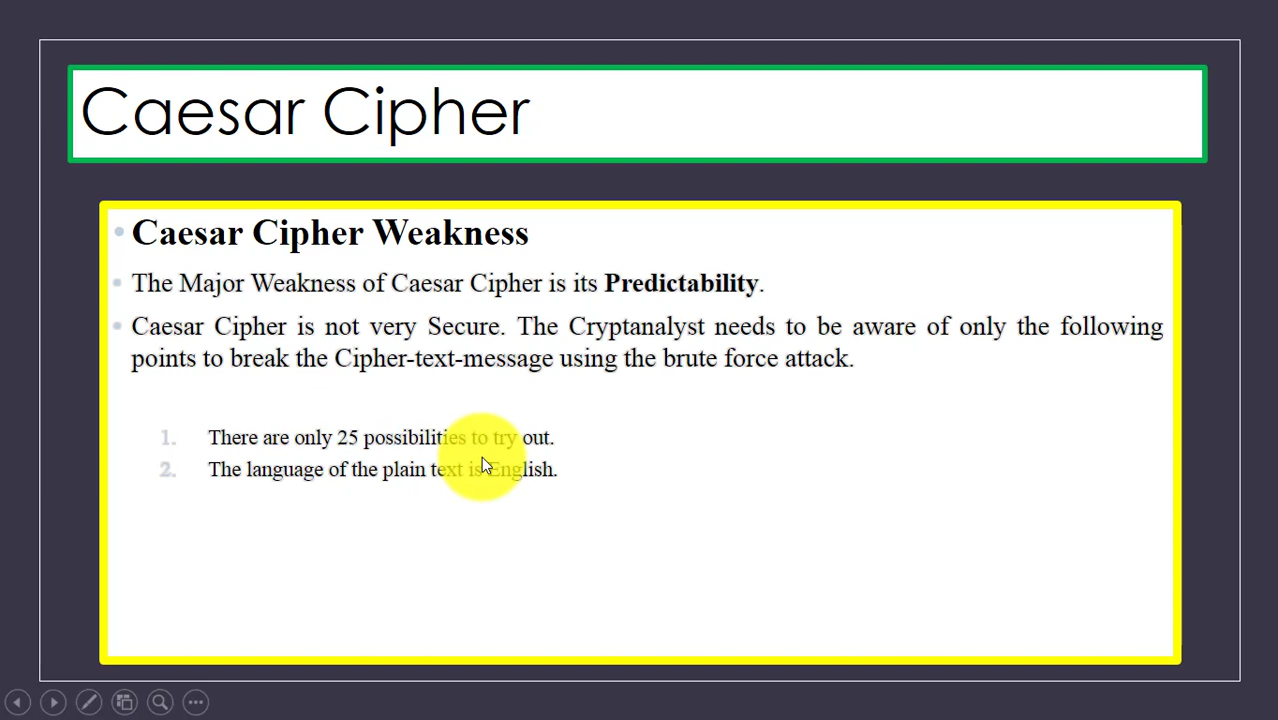 Caesar Cipher
Caesar Cipher Weakness
The Major Weakness of Caesar Cipher is its Predictability.
Caesar Cipher is not very Secure. The Cryptanalyst needs to be aware of only the following
points to break the Cipher-text-message using the brute force attack.
1. There are only 25 possibilities to try out.
2. The language of the plain text is English.